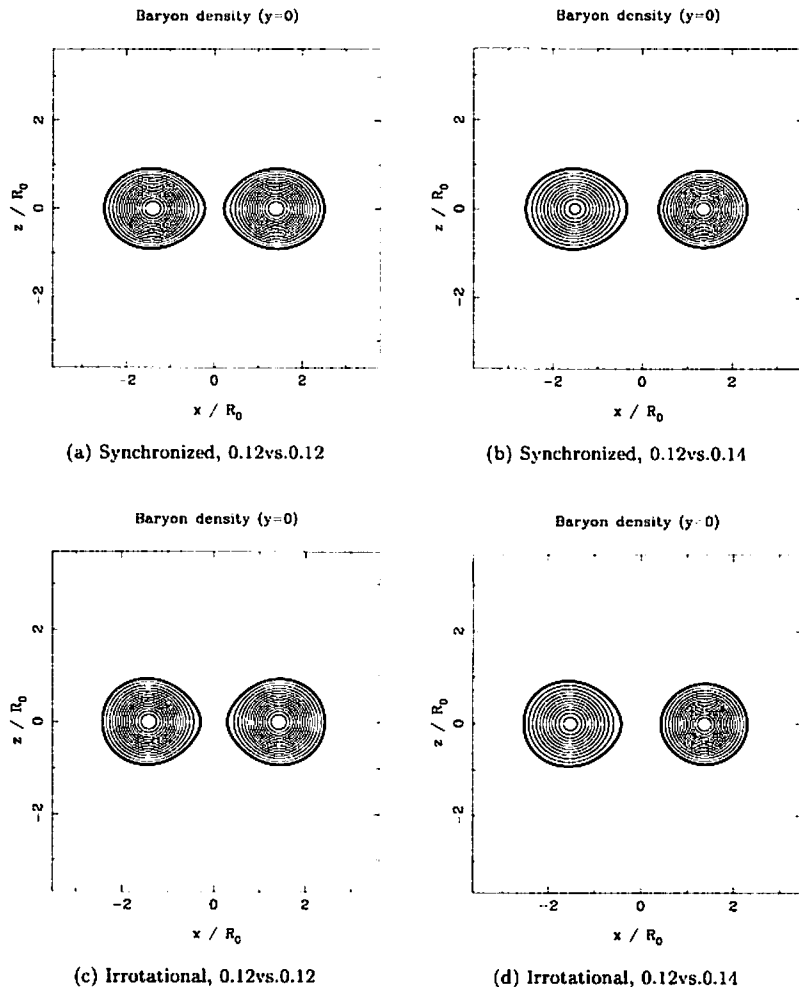 Baryon density (y=0)
z / R₀
2
0
-2
-2
0
2
x / R₀
(a) Synchronized, 0.12vs.0.12
Baryon density (y=0)
z / R₀
2
0
-2
-2
0
2
x / R₀
(b) Synchronized, 0.12vs.0.14
Baryon density (y=0)
z / R₀
2
0
-2
-2
0
2
x / R₀
(c) Irrotational, 0.12vs.0.12
Baryon density (y=0)
z / R₀
2
0
-2
-2
0
2
x / R₀
(d) Irrotational, 0.12vs.0.14